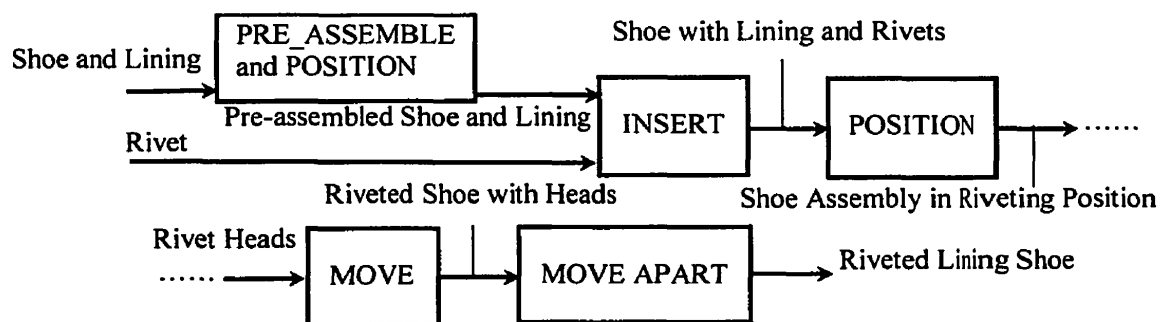 Shoe and Lining
PRE_ASSEMBLE
and POSITION
Pre-assembled Shoe and Lining
Rivet
INSERT
Shoe with Lining and Rivets
POSITION
......
Shoe Assembly in Riveting Position
......
Rivet Heads
MOVE
Riveted Shoe with Heads
MOVE APART
Riveted Lining Shoe